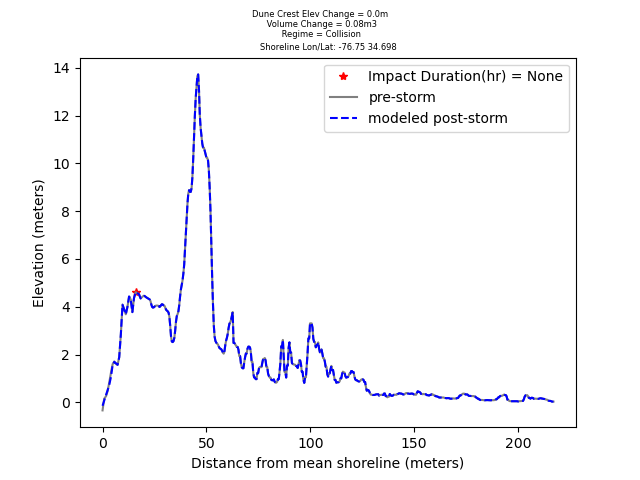 Dune Crest Elev Change = 0.0m
Volume Change = 0.08m3
Regime = Collision
Shoreline Lon/Lat: -76.75 34.698
Impact Duration(hr) = None
pre-storm
modeled post-storm
Elevation (meters)
14
12
10
8
6
4
2
0
0 50 100 150 200
Distance from mean shoreline (meters)